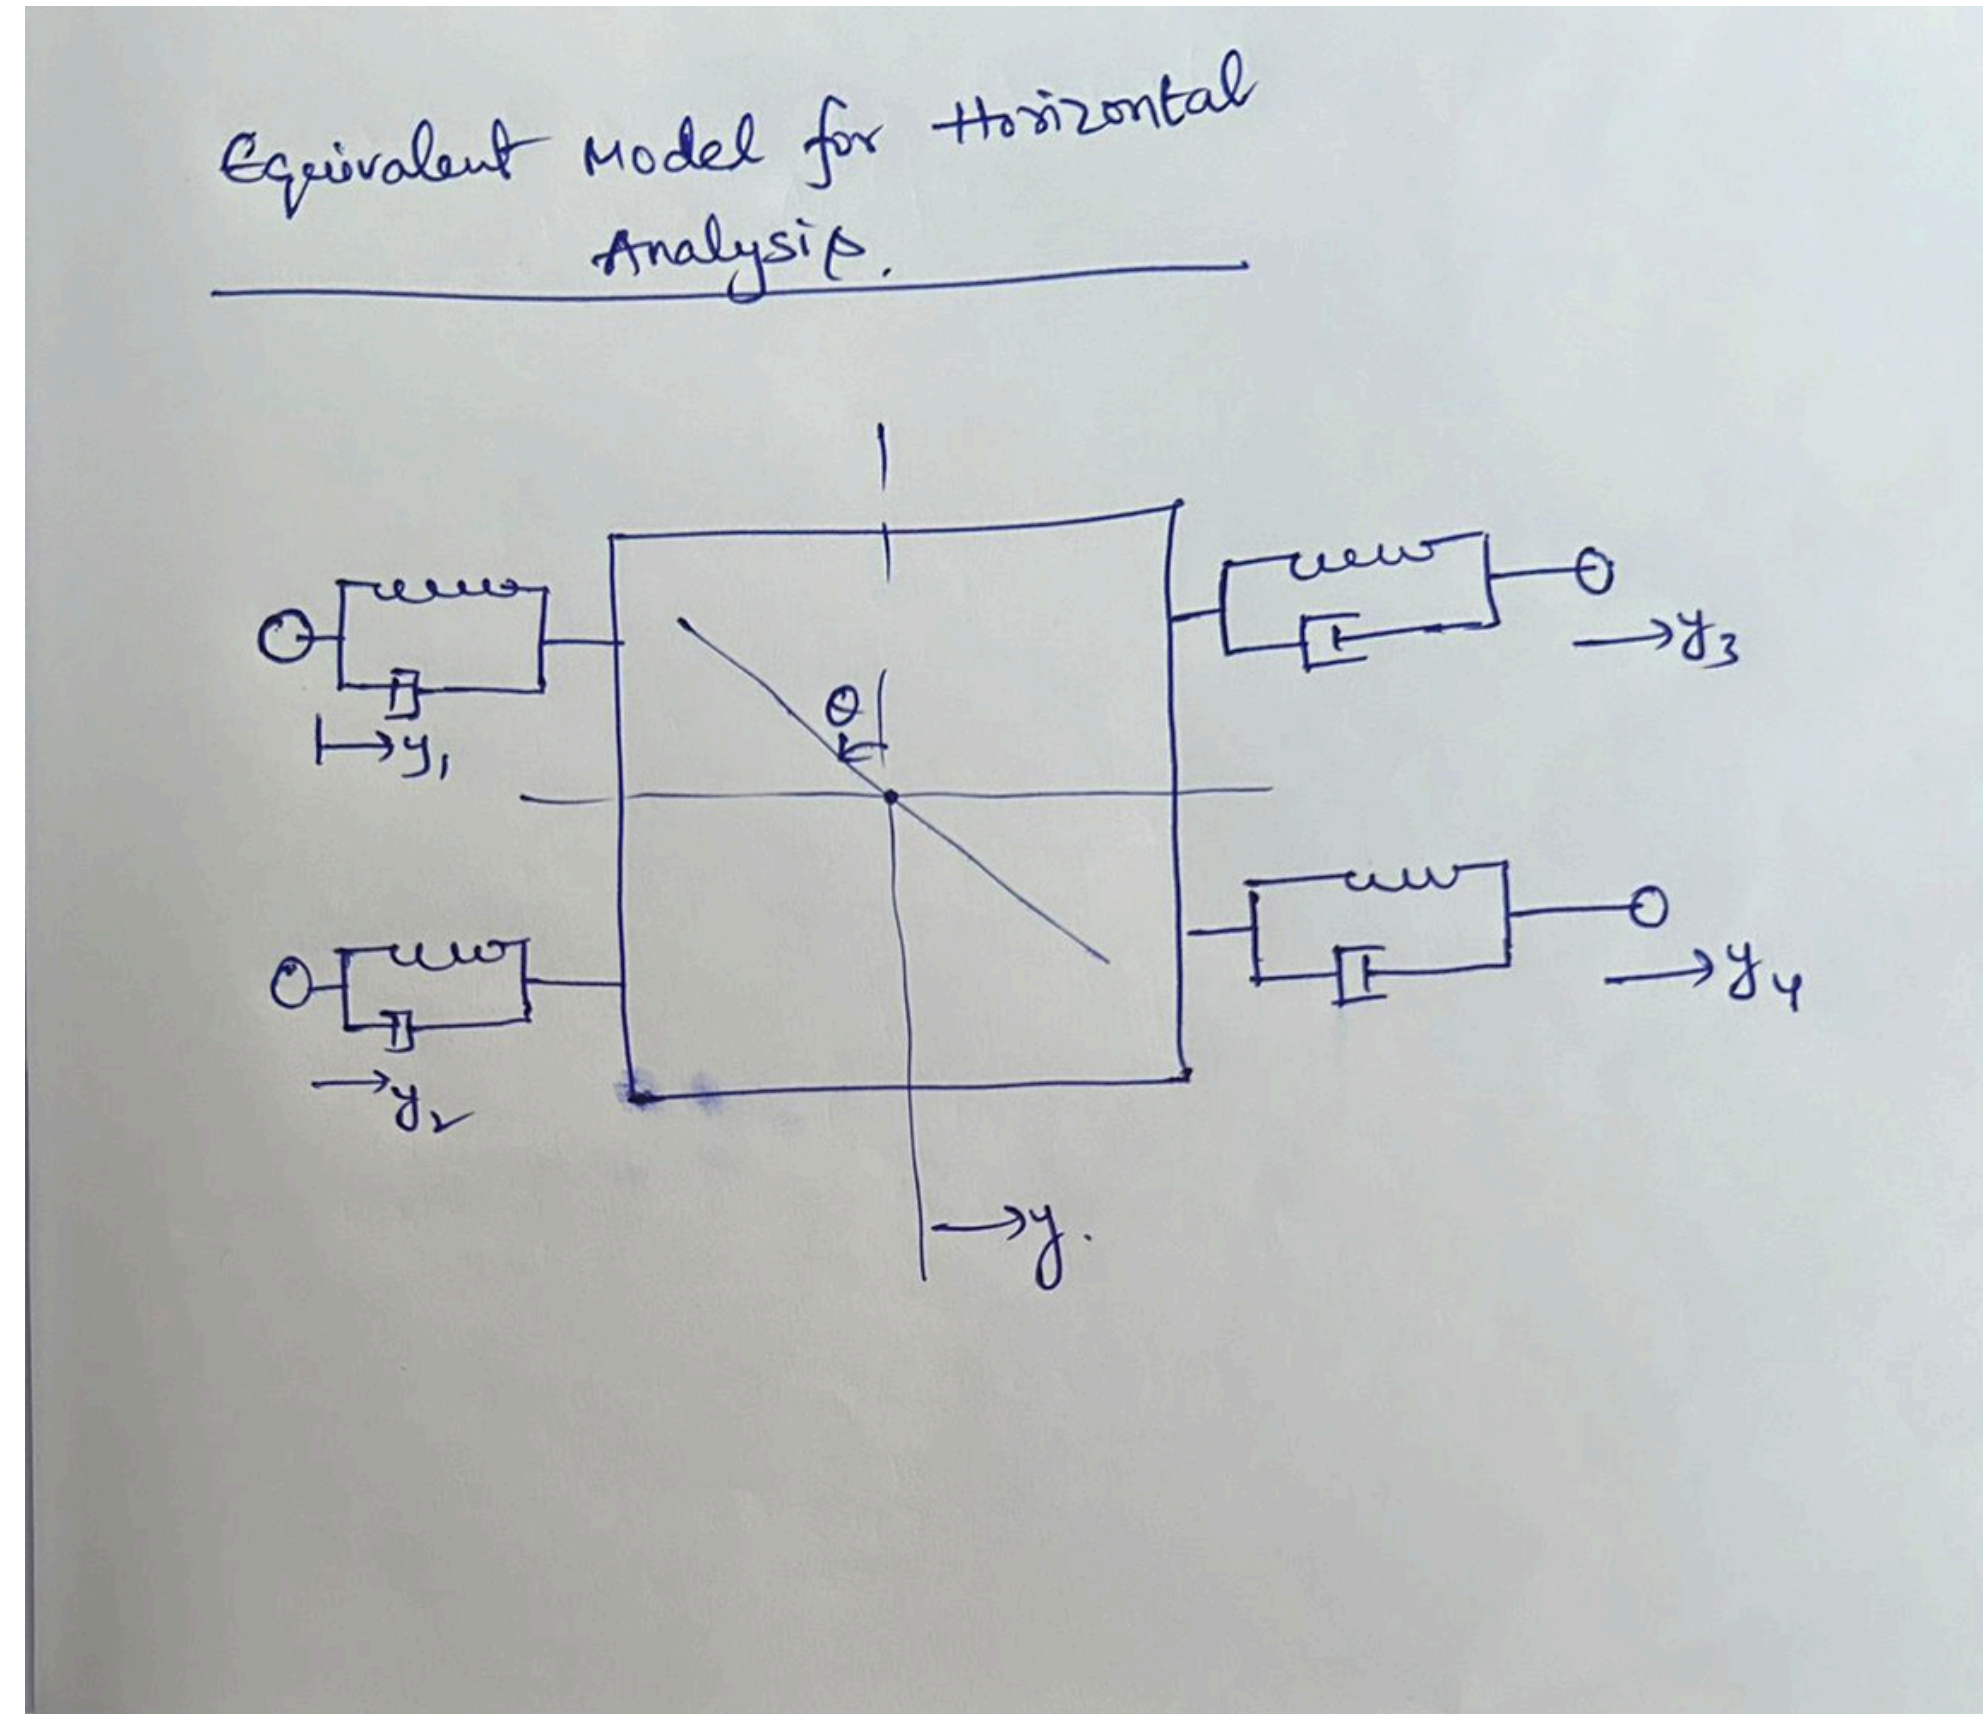 Equivalent Model for Horizontal
Analysis.
θ
y3
y1
y4
y2
y.